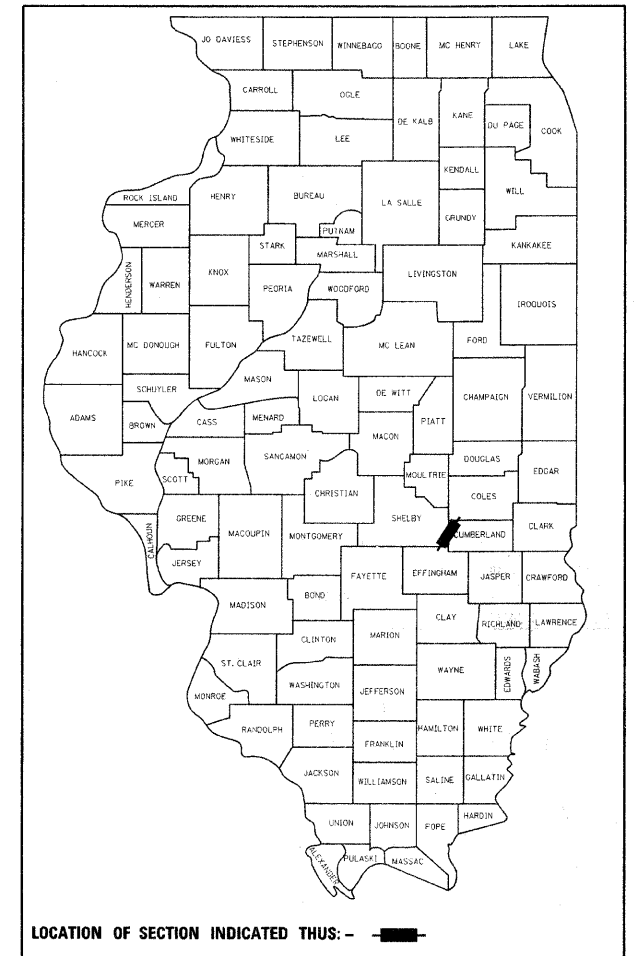 JO DAVIESS STEPHENSON WINNEBAGO BOONE MC HENRY LAKE
CARROLL OGLE DE KALB KANE DU PAGE COOK
WHITESIDE LEE
KENDALL WILL
ROCK ISLAND HENRY BUREAU LA SALLE GRUNDY
MERCER PUTNAM
STARK MARSHALL KANKAKEE
HENDERSON WARREN KNOX PEORIA WOODFORD LIVINGSTON IROQUOIS
HANCOCK MC DONOUGH FULTON TAZEWELL MC LEAN FORD
SCHUYLER MASON LOGAN DE WITT CHAMPAIGN VERMILION
ADAMS BROWN CASS MENARD MACON PIATT
MORGAN SANGAMON DOUGLAS EDGAR
PIKE SCOTT CHRISTIAN MOULTRIE COLES
CALHOUN GREENE MACOUPIN MONTGOMERY SHELBY CUMBERLAND CLARK
JERSEY FAYETTE EFFINGHAM JASPER CRAWFORD
MADISON BOND
CLINTON MARION CLAY RICHLAND LAWRENCE
ST. CLAIR WAYNE EDWARDS WABASH
MONROE WASHINGTON JEFFERSON
RANDOLPH PERRY HAMILTON WHITE
FRANKLIN
JACKSON WILLIAMSON SALINE GALLATIN
UNION JOHNSON POPE HARDIN
ALEXANDER PULASKI MASSAC
LOCATION OF SECTION INDICATED THUS: –